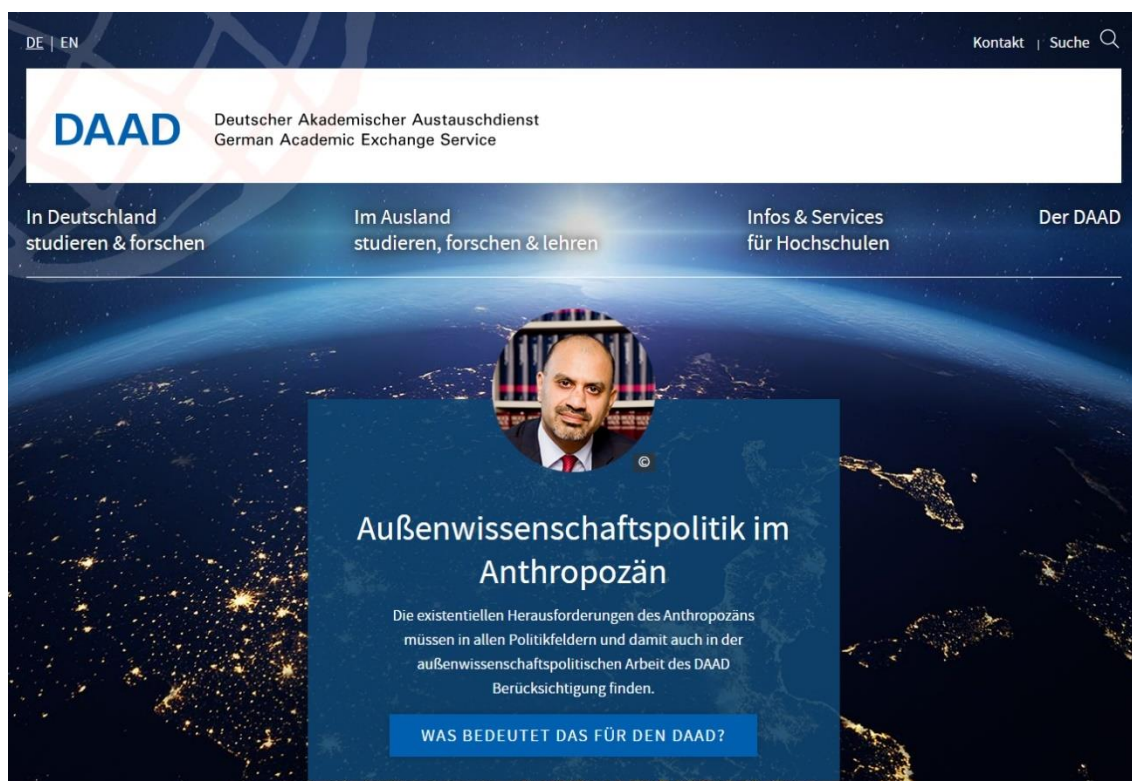 DE | EN
Kontakt | Suche
DAAD
Deutscher Akademischer Austauschdienst
German Academic Exchange Service
In Deutschland
studieren & forschen
Im Ausland
studieren, forschen & lehren
Infos & Services
für Hochschulen
Der DAAD
©
Außenwissenschaftspolitik im
Anthropozän
Die existentiellen Herausforderungen des Anthropozäns
müssen in allen Politikfeldern und damit auch in der
außenwissenschaftspolitischen Arbeit des DAAD
Berücksichtigung finden.
WAS BEDEUTET DAS FÜR DEN DAAD?